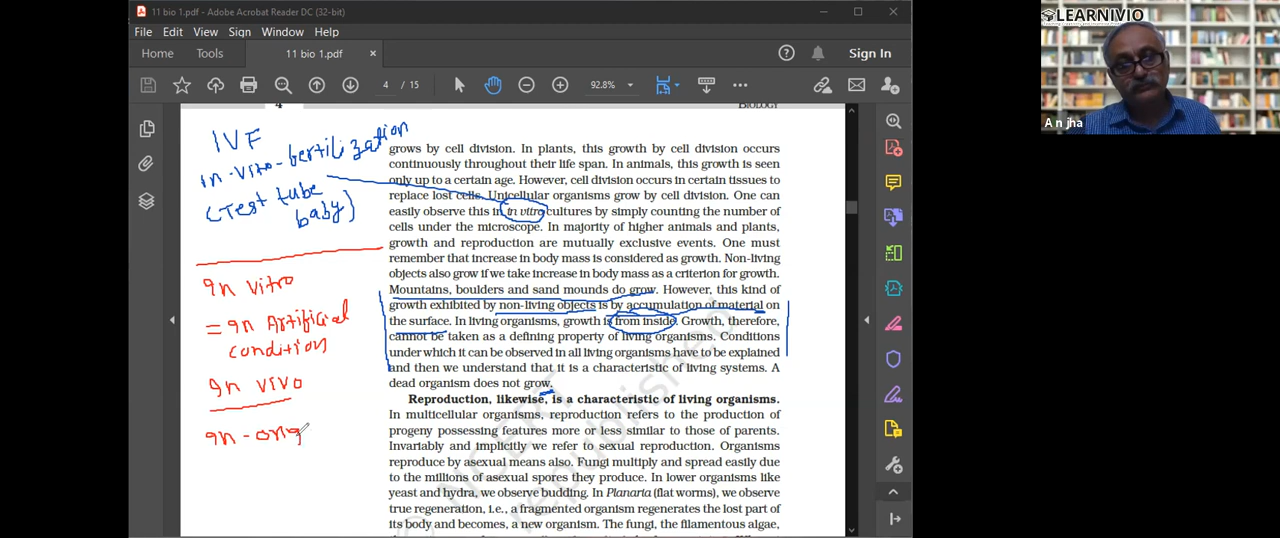 11 bio 1.pdf - Adobe Acrobat Reader DC (32-bit)
File Edit View Sign Window Help
Home Tools 11 bio 1.pdf × Sign In
4 / 15 92.8%
LEARNIVIO
A n jha
4 BIOLOGY
IVF
in-vitro-fertilization
(Test tube
baby)
In vitro
= In Artificial
condition
In vivo
In - ong
grows by cell division. In plants, this growth by cell division occurs
continuously throughout their life span. In animals, this growth is seen
only up to a certain age. However, cell division occurs in certain tissues to
replace lost cells. Unicellular organisms grow by cell division. One can
easily observe this in in vitro cultures by simply counting the number of
cells under the microscope. In majority of higher animals and plants,
growth and reproduction are mutually exclusive events. One must
remember that increase in body mass is considered as growth. Non-living
objects also grow if we take increase in body mass as a criterion for growth.
Mountains, boulders and sand mounds do grow. However, this kind of
growth exhibited by non-living objects is by accumulation of material on
the surface. In living organisms, growth is from inside. Growth, therefore,
cannot be taken as a defining property of living organisms. Conditions
under which it can be observed in all living organisms have to be explained
and then we understand that it is a characteristic of living systems. A
dead organism does not grow.
Reproduction, likewise, is a characteristic of living organisms.
In multicellular organisms, reproduction refers to the production of
progeny possessing features more or less similar to those of parents.
Invariably and implicitly we refer to sexual reproduction. Organisms
reproduce by asexual means also. Fungi multiply and spread easily due
to the millions of asexual spores they produce. In lower organisms like
yeast and hydra, we observe budding. In Planaria (flat worms), we observe
true regeneration, i.e., a fragmented organism regenerates the lost part of
its body and becomes, a new organism. The fungi, the filamentous algae,